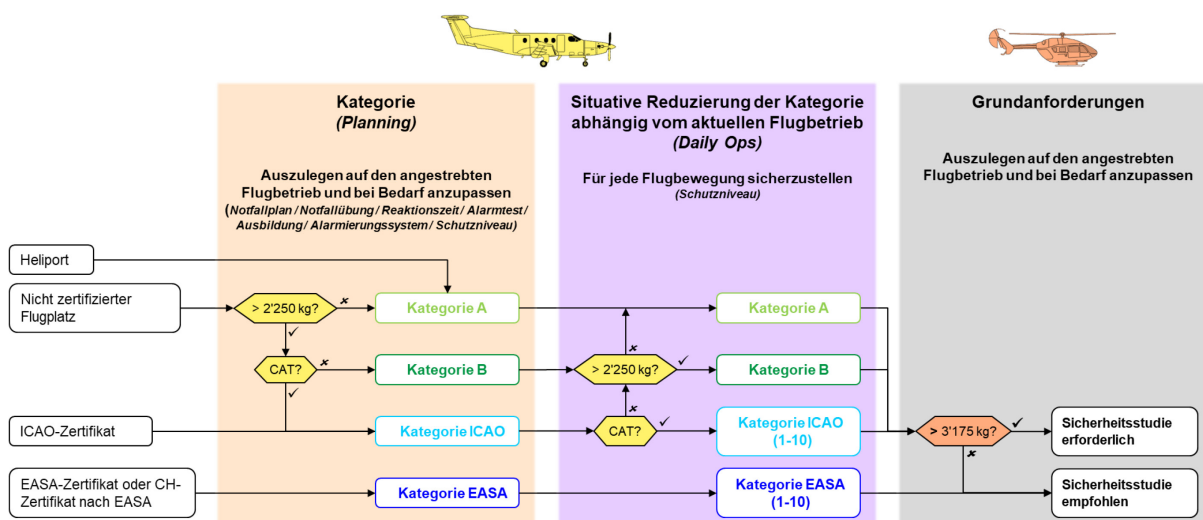 Kategorie
(Planning)
Auszulegen auf den angestrebten
Flugbetrieb und bei Bedarf anzupassen
(Notfallplan / Notfallübung / Reaktionszeit / Alarmtest /
Ausbildung / Alarmierungssystem / Schutzniveau)
Situative Reduzierung der Kategorie
abhängig vom aktuellen Flugbetrieb
(Daily Ops)
Für jede Flugbewegung sicherzustellen
(Schutzniveau)
Grundanforderungen
Auszulegen auf den angestrebten
Flugbetrieb und bei Bedarf anzupassen
Heliport
Nicht zertifizierter
Flugplatz
> 2'250 kg?
Kategorie A
Kategorie A
CAT?
Kategorie B
> 2'250 kg?
Kategorie B
ICAO-Zertifikat
Kategorie ICAO
CAT?
Kategorie ICAO
(1-10)
> 3'175 kg?
Sicherheitsstudie
erforderlich
EASA-Zertifikat oder CH-
Zertifikat nach EASA
Kategorie EASA
Kategorie EASA
(1-10)
Sicherheitsstudie
empfohlen